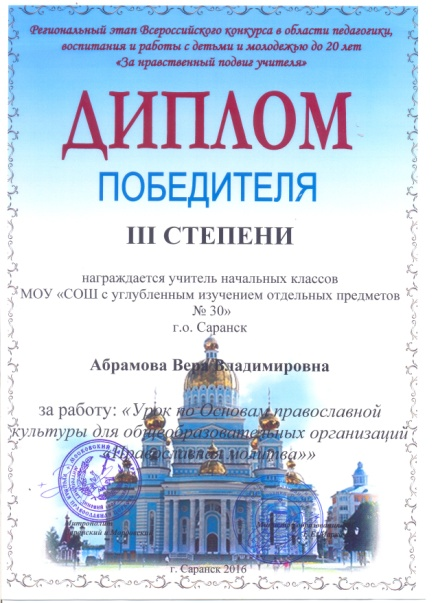 Региональный этап Всероссийского конкурса в области педагогики,
воспитания и работы с детьми и молодежью до 20 лет
«За нравственный подвиг учителя»
ДИПЛОМ
ПОБЕДИТЕЛЯ
III СТЕПЕНИ
награждается учитель начальных классов
МОУ «СОШ с углубленным изучением отдельных предметов
№ 30»
г.о. Саранск
Абрамова Вера Владимировна
за работу: «Урок по Основам православной
культуры для общеобразовательных организаций
«Православная молитва»»
Митрополит
г. Саранск 2016